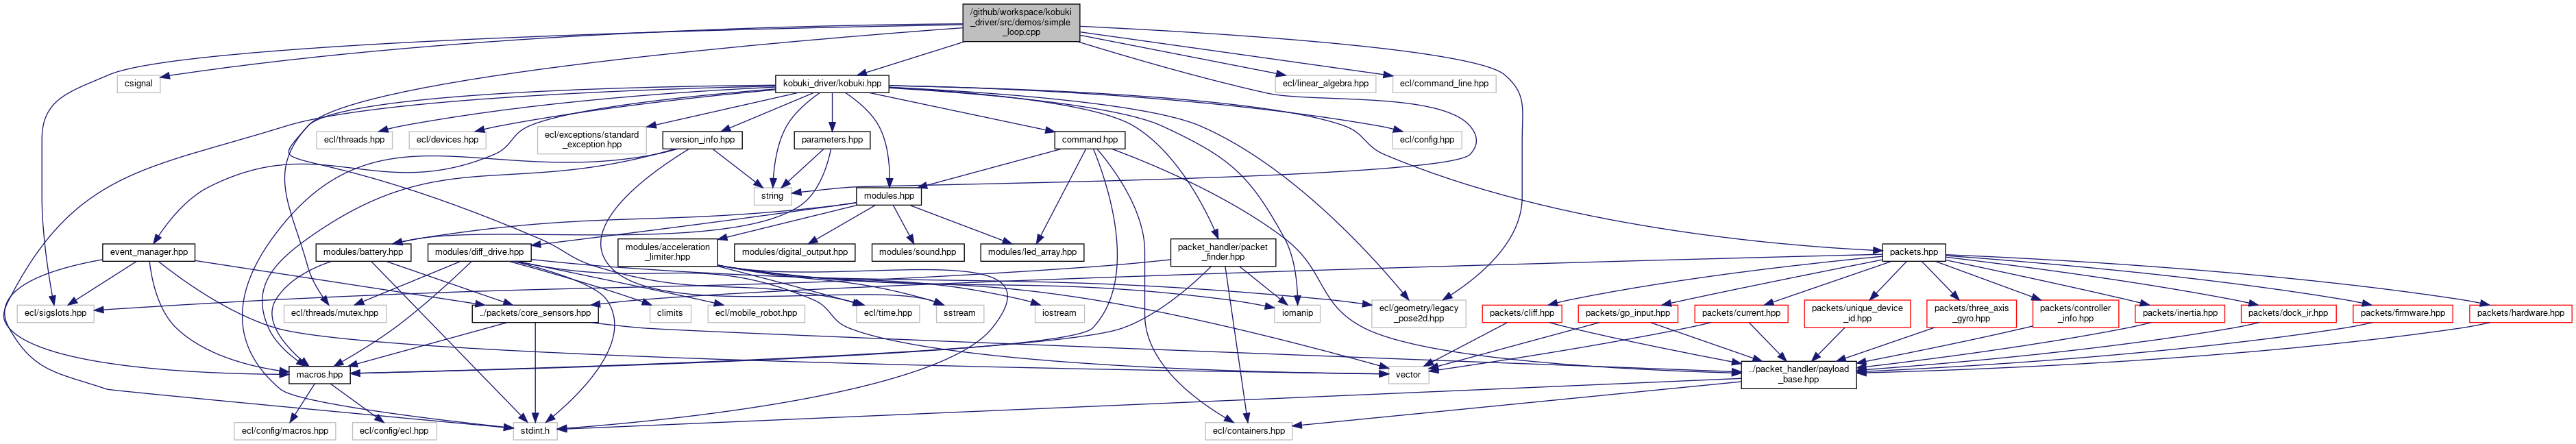 /github/workspace/kobuki
_driver/src/demos/simple
_loop.cpp
csignal
kobuki_driver/kobuki.hpp
ecl/linear_algebra.hpp
ecl/command_line.hpp
ecl/threads.hpp
ecl/devices.hpp
ecl/exceptions/standard
_exception.hpp
version_info.hpp
parameters.hpp
command.hpp
ecl/config.hpp
string
modules.hpp
event_manager.hpp
modules/battery.hpp
modules/diff_drive.hpp
modules/acceleration
_limiter.hpp
modules/digital_output.hpp
modules/sound.hpp
modules/led_array.hpp
packet_handler/packet
_finder.hpp
packets.hpp
ecl/sigslots.hpp
ecl/threads/mutex.hpp
../packets/core_sensors.hpp
climits
ecl/mobile_robot.hpp
ecl/time.hpp
sstream
iostream
iomanip
ecl/geometry/legacy
_pose2d.hpp
packets/cliff.hpp
packets/gp_input.hpp
packets/current.hpp
packets/unique_device
_id.hpp
packets/three_axis
_gyro.hpp
packets/controller
_info.hpp
packets/inertia.hpp
packets/dock_ir.hpp
packets/firmware.hpp
packets/hardware.hpp
macros.hpp
vector
../packet_handler/payload
_base.hpp
ecl/config/macros.hpp
ecl/config/ecl.hpp
stdint.h
ecl/containers.hpp